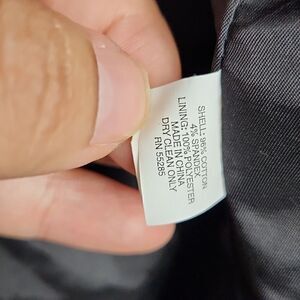 SHELL: 96% COTTON
4% SPANDEX
LINING: 100% POLYESTER
MADE IN CHINA
DRY CLEAN ONLY
RN 55285